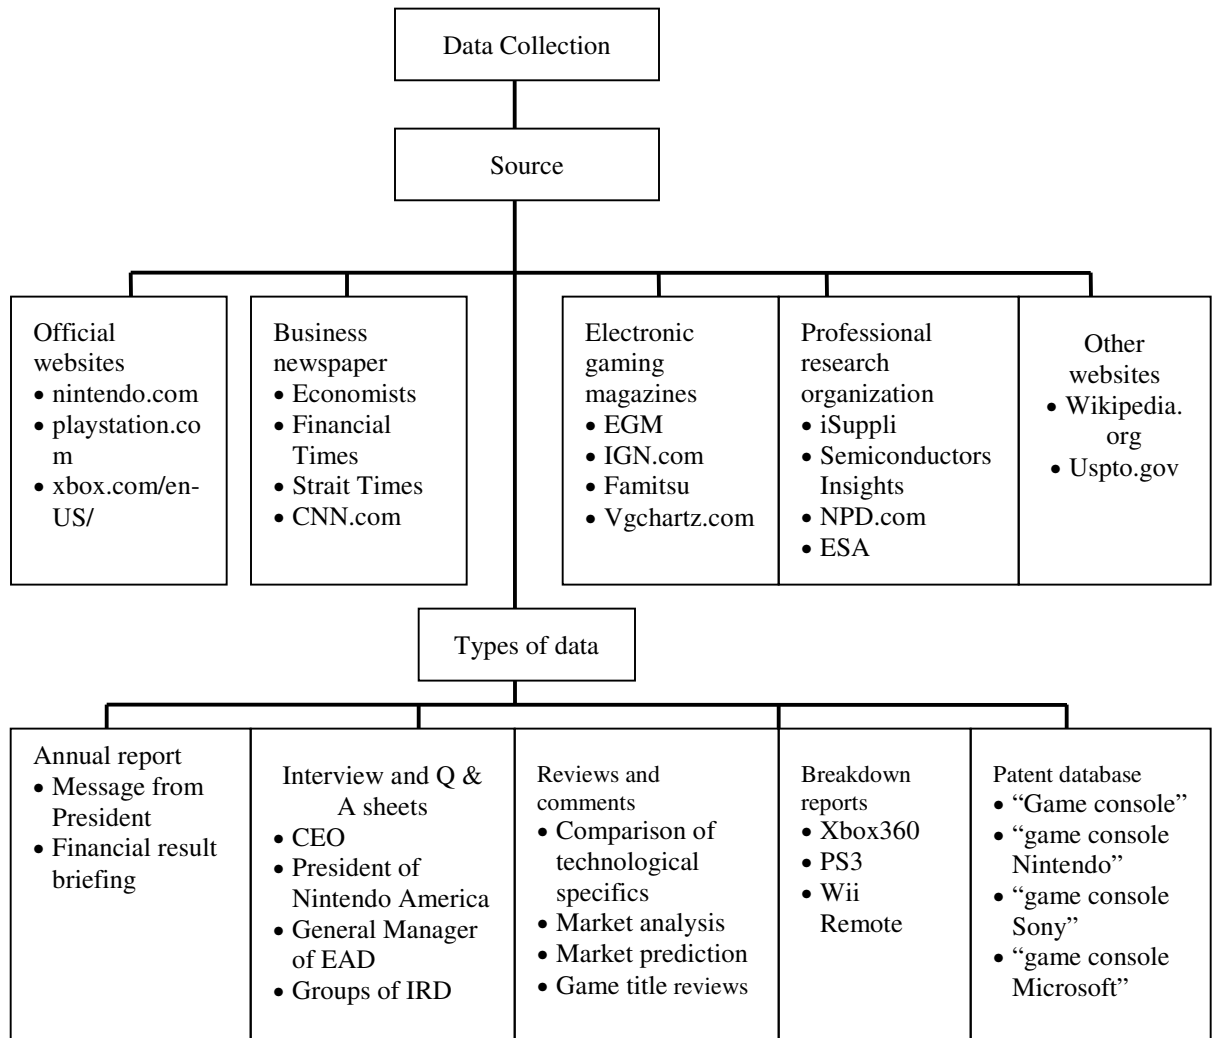 Data Collection
Source
Official
websites
• nintendo.com
• playstation.co
m
• xbox.com/en-
US/
Business
newspaper
• Economists
• Financial
Times
• Strait Times
• CNN.com
Electronic
gaming
magazines
• EGM
• IGN.com
• Famitsu
• Vgchartz.com
Professional
research
organization
• iSuppli
• Semiconductors
Insights
• NPD.com
• ESA
Other
websites
• Wikipedia.
org
• Uspto.gov
Types of data
Annual report
• Message from
President
• Financial result
briefing
Interview and Q &
A sheets
• CEO
• President of
Nintendo America
• General Manager
of EAD
• Groups of IRD
Reviews and
comments
• Comparison of
technological
specifics
• Market analysis
• Market prediction
• Game title reviews
Breakdown
reports
• Xbox360
• PS3
• Wii
Remote
Patent database
• “Game console”
• “game console
Nintendo”
• “game console
Sony”
• “game console
Microsoft”